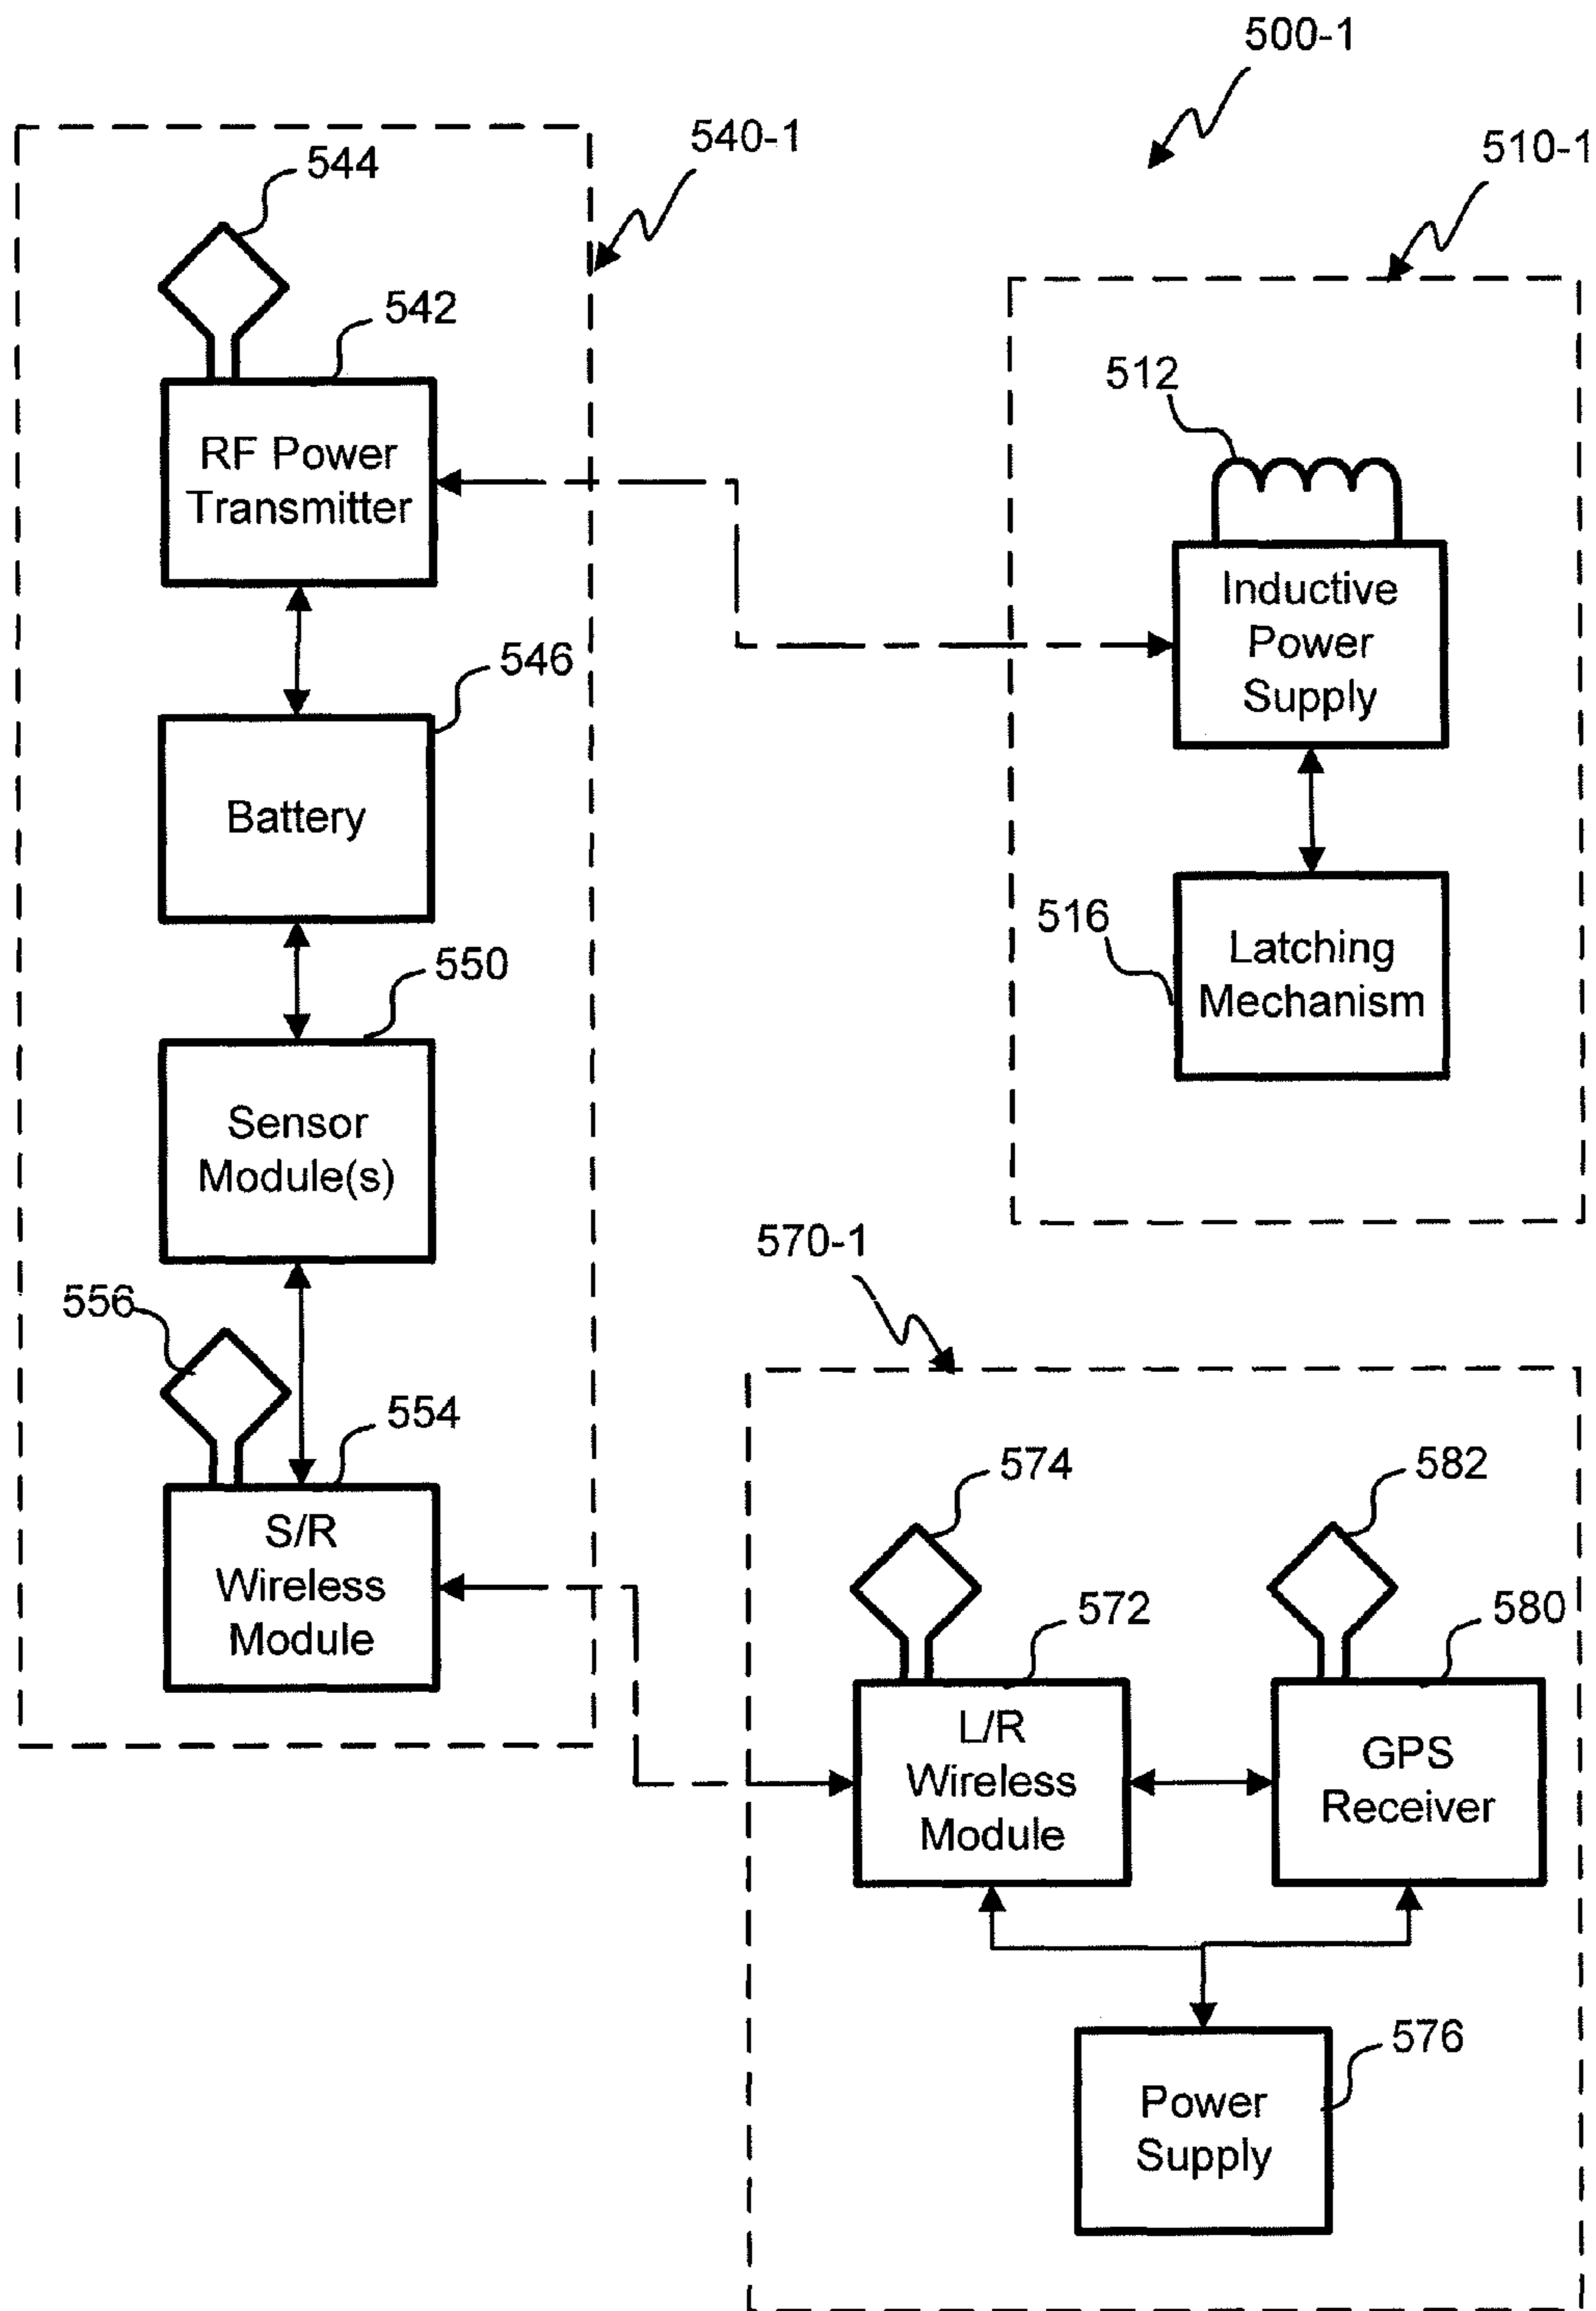 500-1
540-1
510-1
544
542
RF Power
Transmitter
512
Inductive
Power
Supply
546
Battery
516
Latching
Mechanism
550
Sensor
Module(s)
570-1
556
554
S/R
Wireless
Module
574
582
572
580
L/R
Wireless
Module
GPS
Receiver
576
Power
Supply